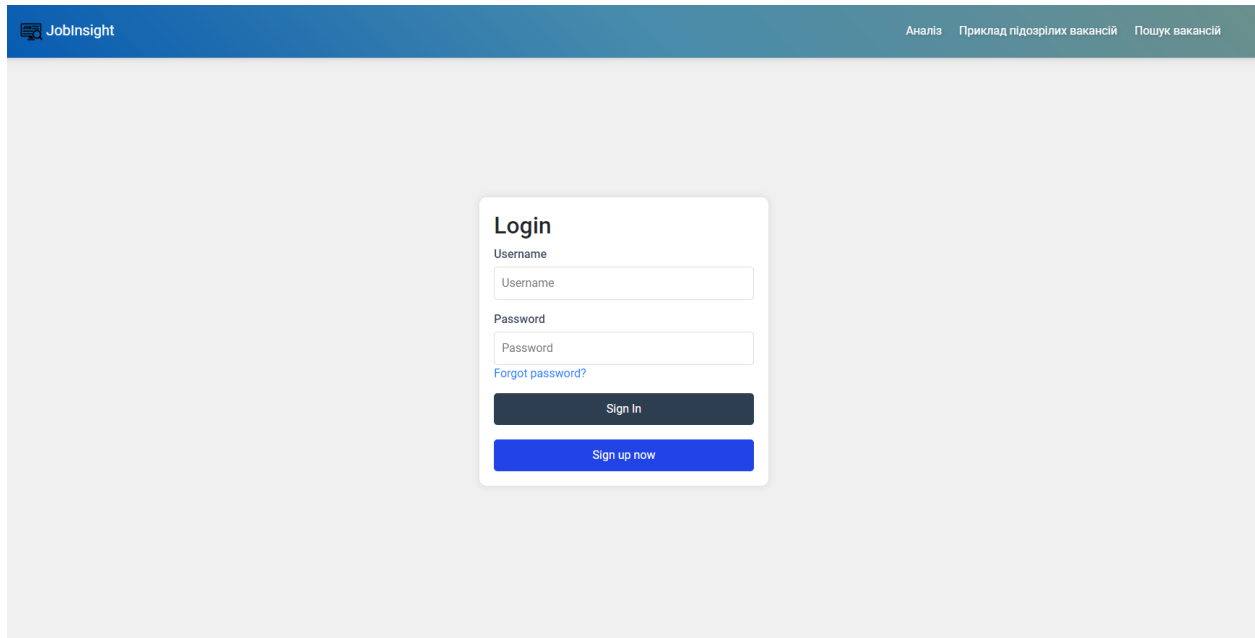 JobInsight
Аналіз Приклад підозрілих вакансій Пошук вакансій
Login
Username
Username
Password
Password
Forgot password?
Sign In
Sign up now